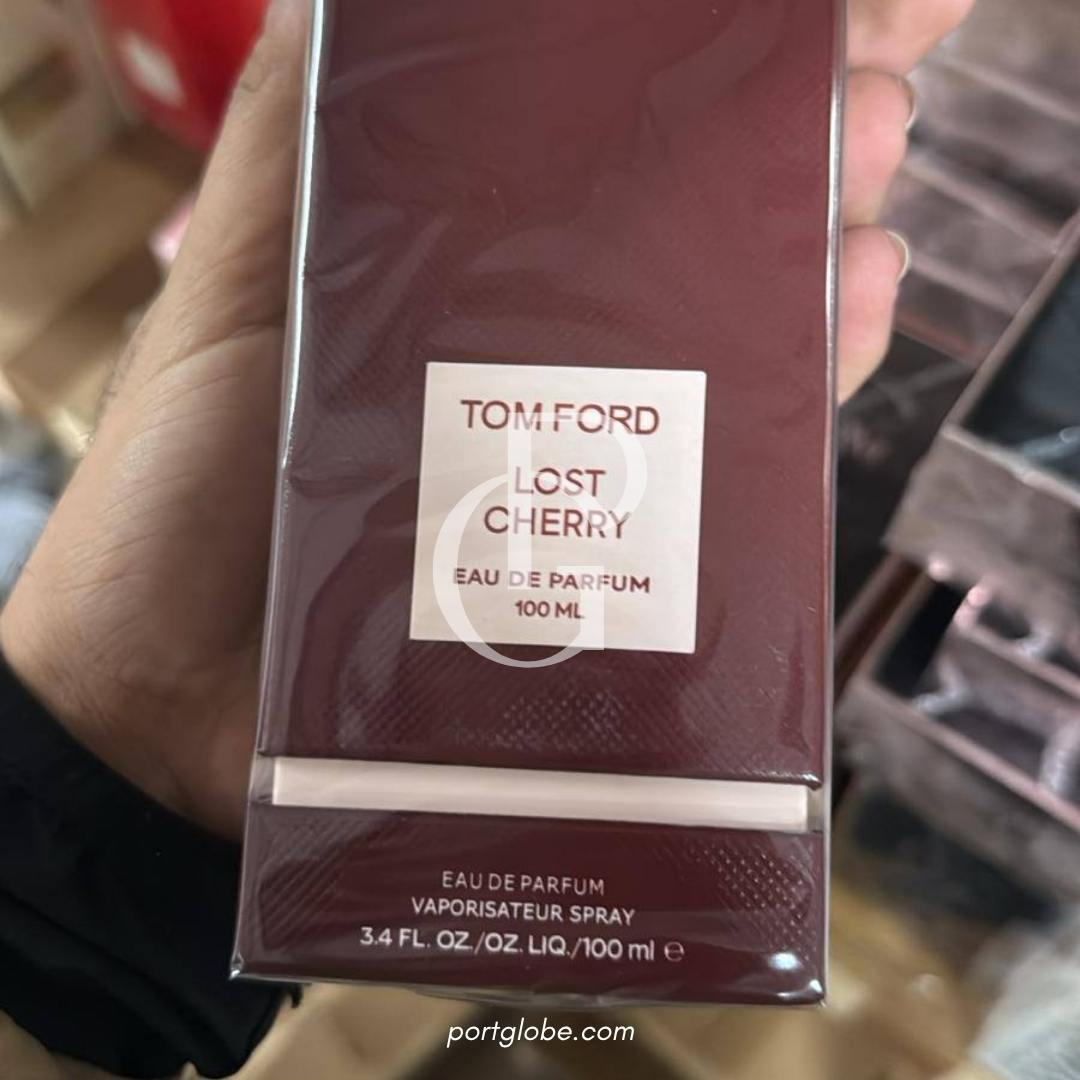 TOM FORD
LOST
CHERRY
EAU DE PARFUM
100 ML
EAU DE PARFUM
VAPORISATEUR SPRAY
3.4 FL. OZ./OZ. LIQ./100 ml ℮
portglobe.com